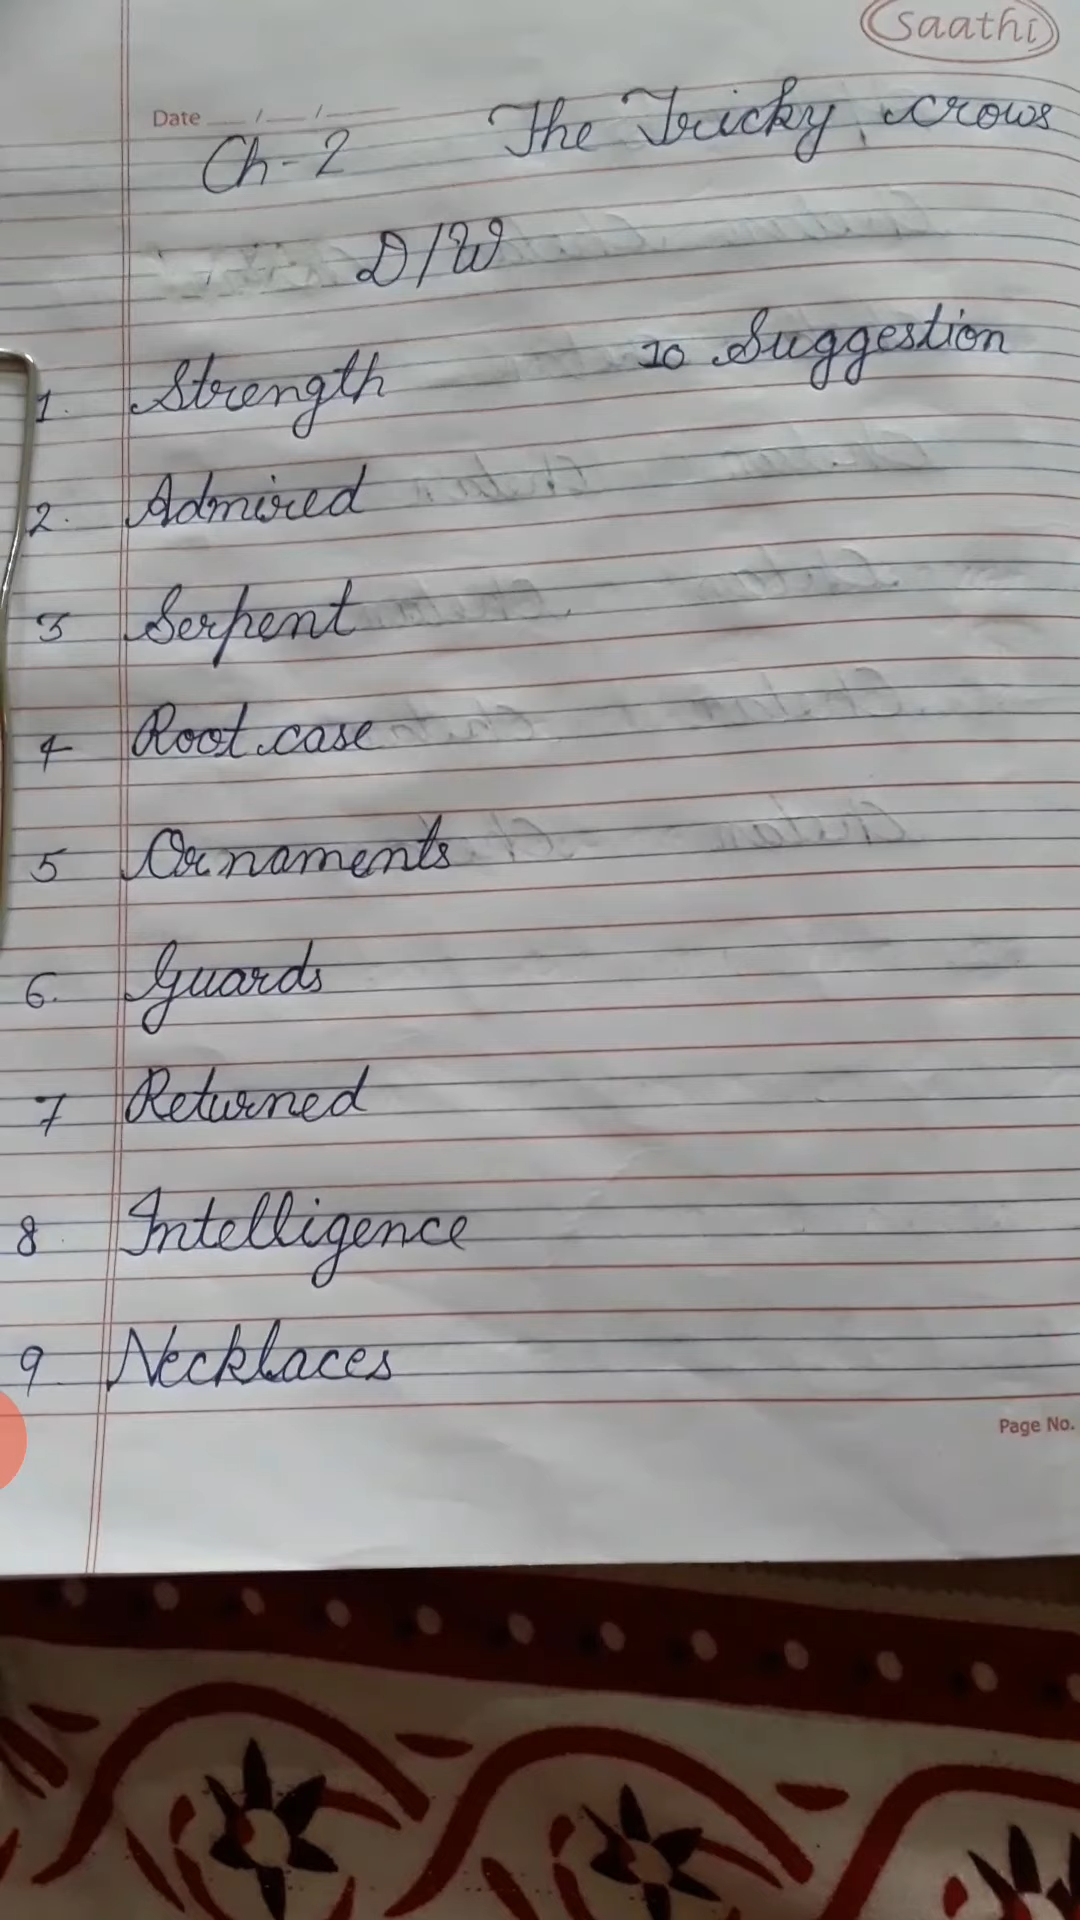 saathi
Date / /
Ch-2 The Tricky crows
D/W
1. Strength
10 Suggestion
2. Admired
3 Serpent
4 Root case
5 Ornaments
6. Guards
7 Returned
8 Intelligence
9. Necklaces
Page No.